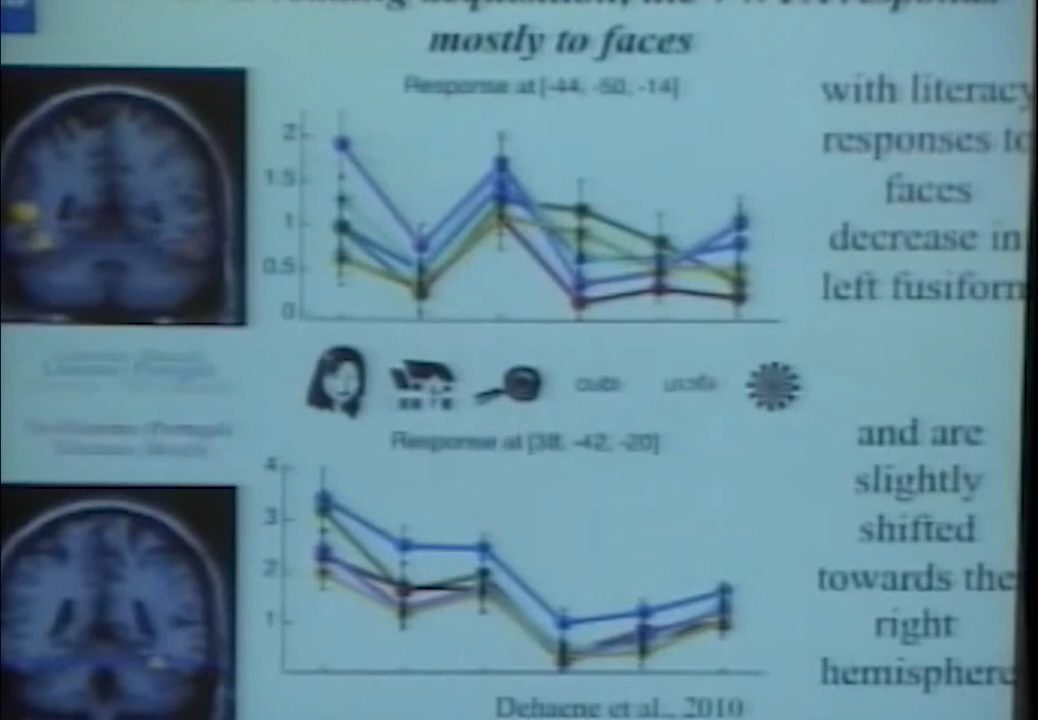 mostly to faces
Response at [-44, -50, -14]
2
1.5
1
0.5
0
with literacy
responses to
faces
decrease in
left fusiform
Response at [38, -42, -20]
4
3
2
1
and are
slightly
shifted
towards the
right
hemisphere
Dehaene et al., 2010